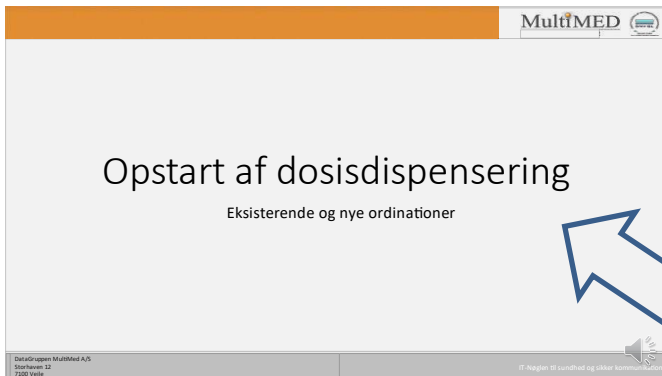 MultiMED
Opstart af dosisdispensering
Eksisterende og nye ordinationer
DataGruppen MultiMed A/S
Storhaven 12
7100 Vejle
IT-Nøglen til sundhed og sikker kommunikation